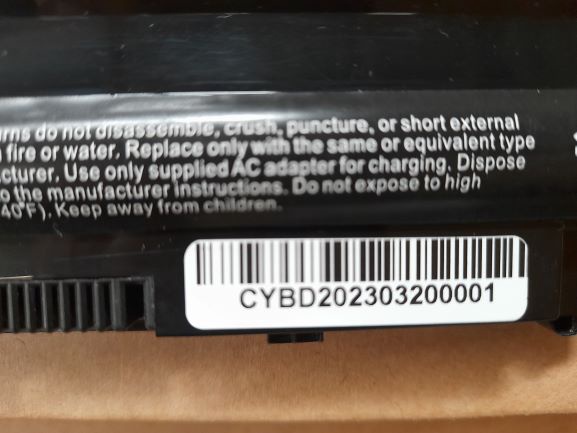 urns do not disassemble, crush, puncture, or short external
fire or water. Replace only with the same or equivalent type
cturer. Use only supplied AC adapter for charging. Dispose
o the manufacturer instructions. Do not expose to high
40°F). Keep away from children.
CYBD202303200001